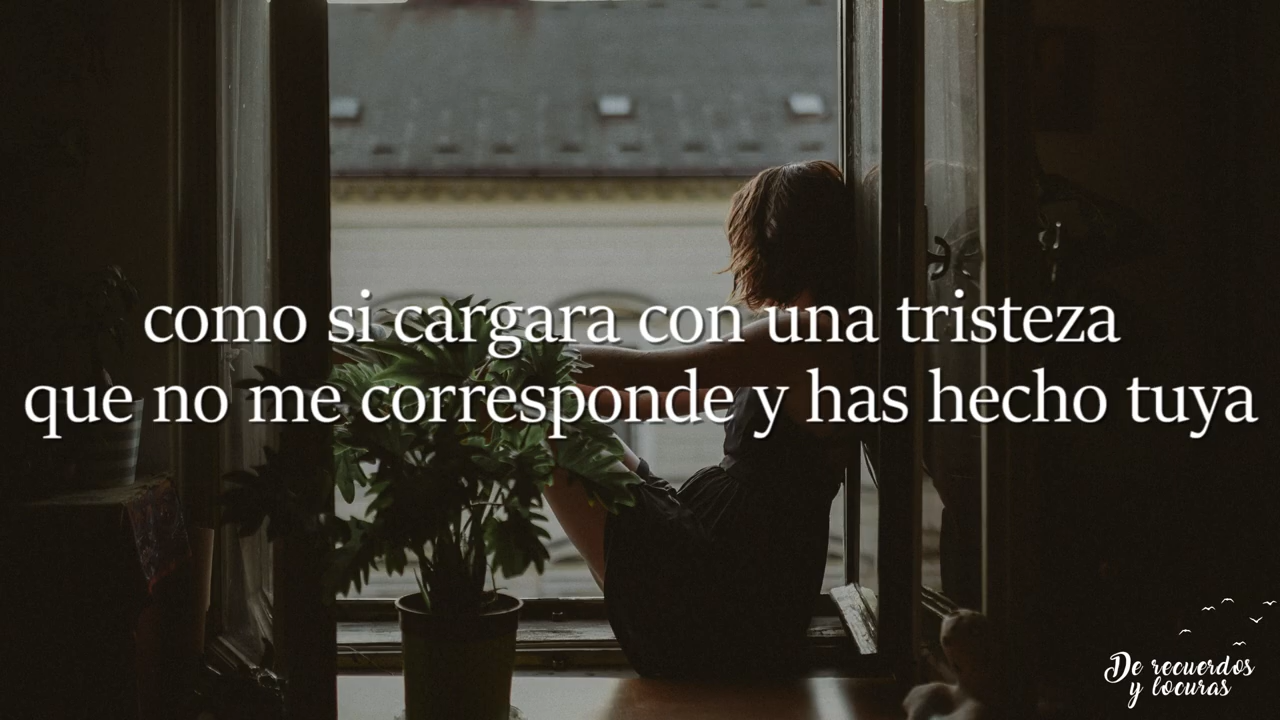 como si cargara con una tristeza
que no me corresponde y has hecho tuya
De recuerdos
y locuras